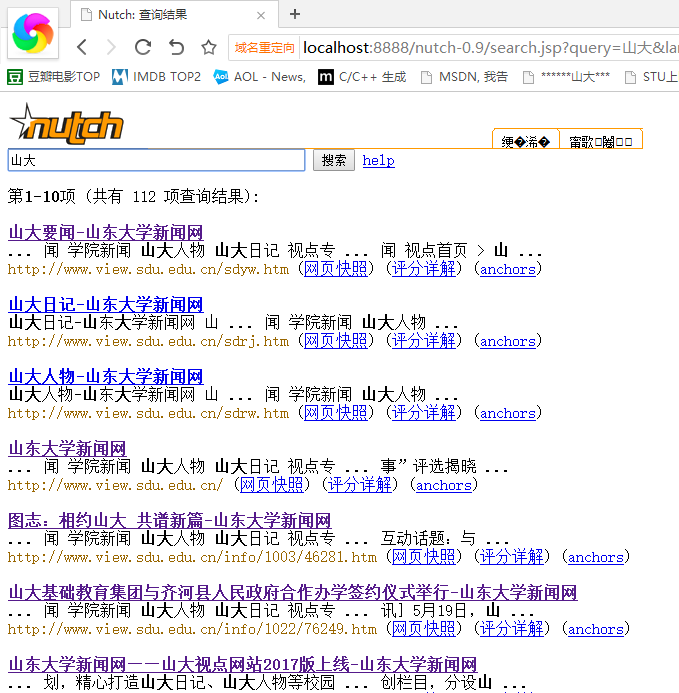 Nutch: 查询结果
域名重定向 localhost:8888/nutch-0.9/search.jsp?query=山大&la
豆瓣电影TOP IMDB TOP2 AOL - News, C/C++ 生成 MSDN, 我告 ******山大*** STU上
nutch
山大 搜索 help
第1-10项 (共有 112 项查询结果):
山大要闻-山东大学新闻网
... 闻 学院新闻 山大人物 山大日记 视点专 ... 闻 视点首页 > 山 ...
http://www.view.sdu.edu.cn/sdyw.htm (网页快照) (评分详解) (anchors)
山大日记-山东大学新闻网
山大日记-山东大学新闻网 山 ... 闻 学院新闻 山大人物 ...
http://www.view.sdu.edu.cn/sdrj.htm (网页快照) (评分详解) (anchors)
山大人物-山东大学新闻网
山大人物-山东大学新闻网 山 ... 闻 学院新闻 山大人物 ...
http://www.view.sdu.edu.cn/sdrw.htm (网页快照) (评分详解) (anchors)
山东大学新闻网
... 闻 学院新闻 山大人物 山大日记 视点专 ... 事”评选揭晓 ...
http://www.view.sdu.edu.cn/ (网页快照) (评分详解) (anchors)
图志: 相约山大 共谱新篇-山东大学新闻网
... 闻 学院新闻 山大人物 山大日记 视点专 ... 互动话题: 与 ...
http://www.view.sdu.edu.cn/info/1003/46281.htm (网页快照) (评分详解) (anchors)
山大基础教育集团与齐河县人民政府合作办学签约仪式举行-山东大学新闻网
... 闻 学院新闻 山大人物 山大日记 视点专 ... 讯] 5月19日, 山 ...
http://www.view.sdu.edu.cn/info/1022/76249.htm (网页快照) (评分详解) (anchors)
山东大学新闻网——山大视点网站2017版上线-山东大学新闻网
... 划, 精心打造山大日记、山大人物等校园 ... 创栏目, 分设山 ...